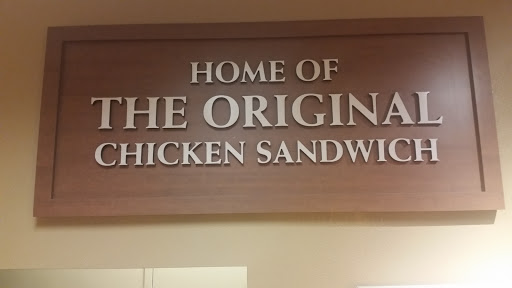 HOME OF
THE ORIGINAL
CHICKEN SANDWICH